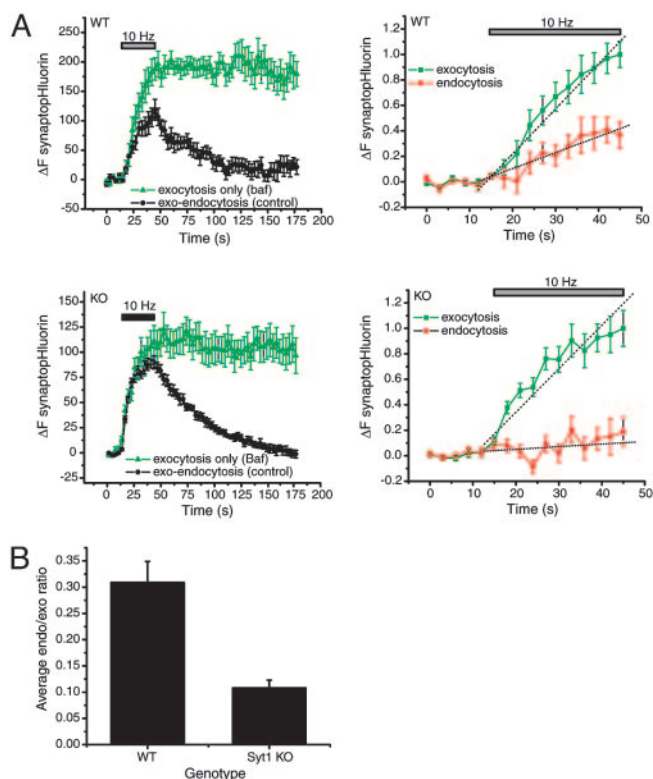 A
WT
10 Hz
ΔF synaptopHluorin
250
200
150
100
50
0
-50
exocytosis only (baf)
exo-endocytosis (control)
0 25 50 75 100 125 150 175 200
Time (s)
10 Hz
WT
ΔF synaptopHluorin
1.2
1.0
0.8
0.6
0.4
0.2
0.0
-0.2
exocytosis
endocytosis
0 10 20 30 40 50
Time (s)
KO
10 Hz
ΔF synaptopHluorin
150
125
100
75
50
25
0
-25
exocytosis only (Baf)
exo-endocytosis (control)
0 25 50 75 100 125 150 175 200
Time (s)
10 Hz
KO
ΔF synaptopHluorin
1.2
1.0
0.8
0.6
0.4
0.2
0.0
-0.2
exocytosis
endocytosis
0 10 20 30 40 50
Time (s)
B
Average endo/exo ratio
0.35
0.30
0.25
0.20
0.15
0.10
0.05
0.00
WT Syt1 KO
Genotype